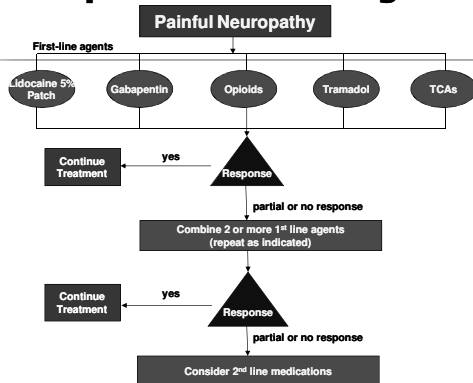 Painful Neuropathy
First-line agents
Lidocaine 5%
Patch
Gabapentin
Opioids
Tramadol
TCAs
Continue
Treatment
yes
Response
partial or no response
Combine 2 or more 1st line agents
(repeat as indicated)
Continue
Treatment
yes
Response
partial or no response
Consider 2nd line medications